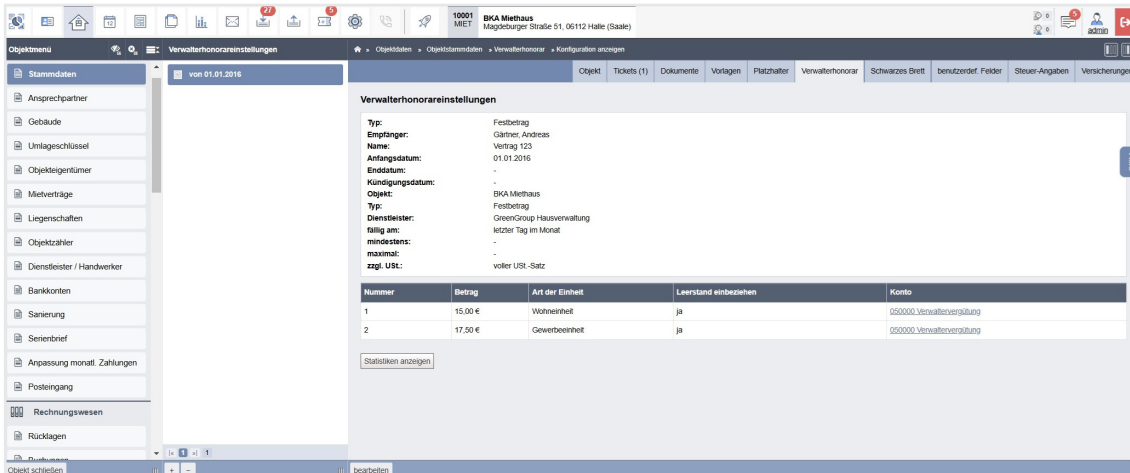 27
5
10001
MIET
BKA Miethaus
Magdeburger Straße 51, 06112 Halle (Saale)
0
0
5
admin
Objektmenü
Verwalterhonorareinstellungen
» Objektdaten » Objektstammdaten » Verwalterhonorar » Konfiguration anzeigen
Stammdaten
Ansprechpartner
Gebäude
Umlageschlüssel
Objekteigentümer
Mietverträge
Liegenschaften
Objektzähler
Dienstleister / Handwerker
Bankkonten
Sanierung
Serienbrief
Anpassung monatl. Zahlungen
Posteingang
Rechnungswesen
Rücklagen
Buchungen
Objekt schließen
von 01.01.2016
1 1
+ -
Objekt Tickets (1) Dokumente Vorlagen Platzhalter Verwalterhonorar Schwarzes Brett benutzerdef. Felder Steuer-Angaben Versicherungen
Verwalterhonorareinstellungen
Typ: Festbetrag
Empfänger: Gärtner, Andreas
Name: Vertrag 123
Anfangsdatum: 01.01.2016
Enddatum: -
Kündigungsdatum: -
Objekt: BKA Miethaus
Typ: Festbetrag
Dienstleister: GreenGroup Hausverwaltung
fällig am: letzter Tag im Monat
mindestens: -
maximal: -
zzgl. USt.: voller USt.-Satz
Nummer Betrag Art der Einheit Leerstand einbeziehen Konto
1 15,00 € Wohneinheit ja 050000 Verwaltervergütung
2 17,50 € Gewerbeeinheit ja 050000 Verwaltervergütung
Statistiken anzeigen
bearbeiten